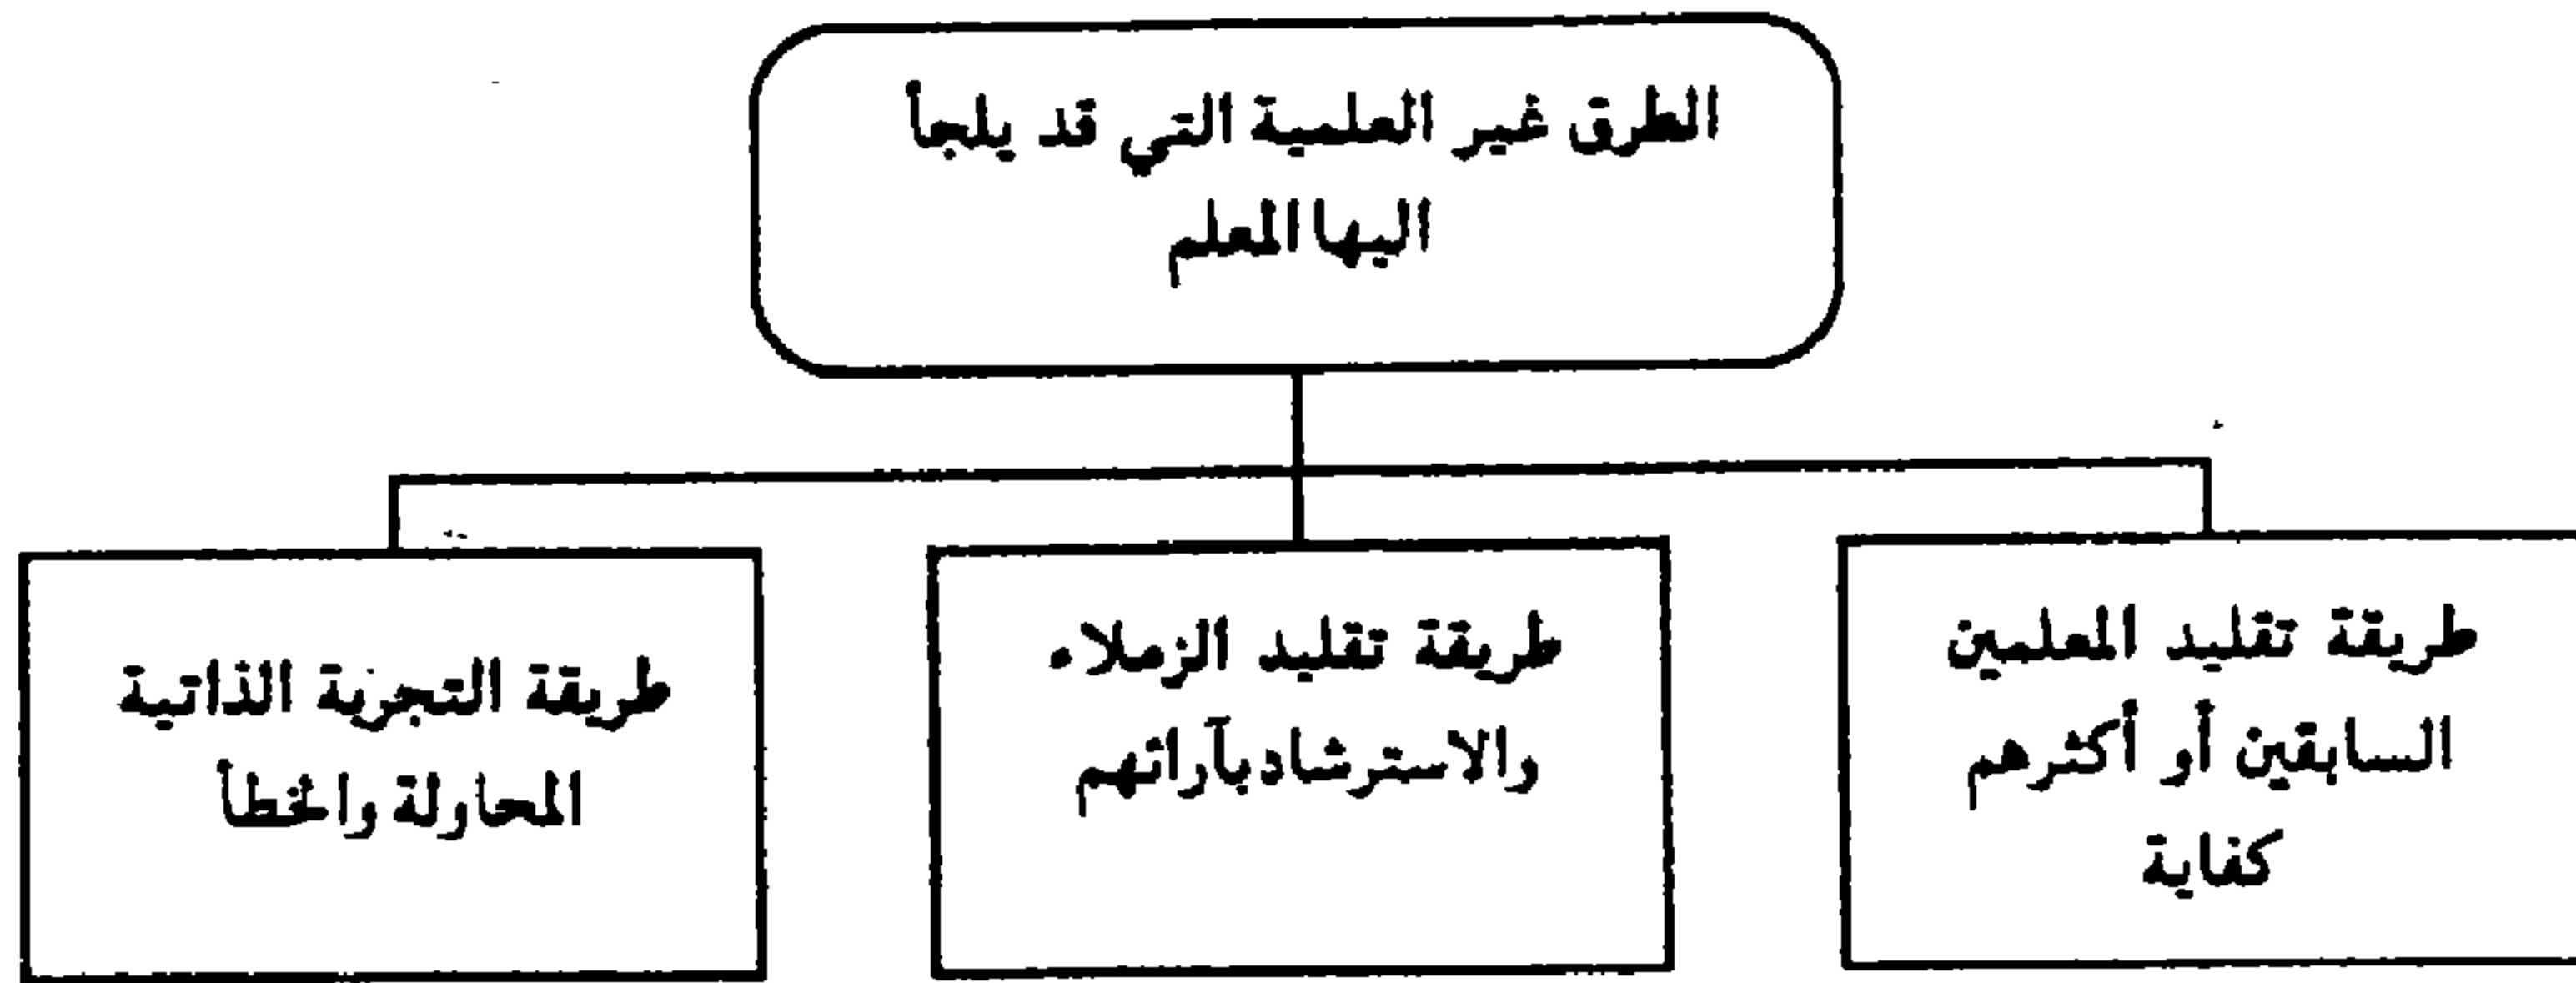 الطرق غير العلمية التي قد يلجأ
اليها المعلم
طريقة تقليد المعلمين
السابقين أو أكثرهم
كفاية
طريقة تقليد الزملاء
والاسترشاد بآرائهم
طريقة التجربة الذاتية
المحاولة والخطأ